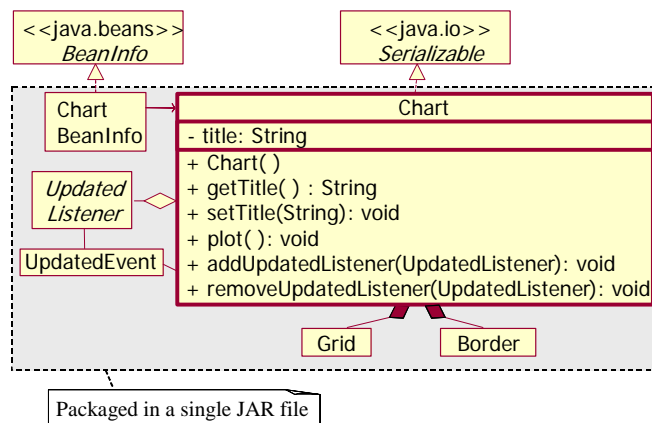 <<java.beans>>
BeanInfo
<<java.io>>
Serializable
Chart
BeanInfo
Chart
- title: String
+ Chart( )
+ getTitle( ) : String
+ setTitle(String): void
+ plot( ): void
+ addUpdatedListener(UpdatedListener): void
+ removeUpdatedListener(UpdatedListener): void
Updated
Listener
UpdatedEvent
Grid
Border
Packaged in a single JAR file